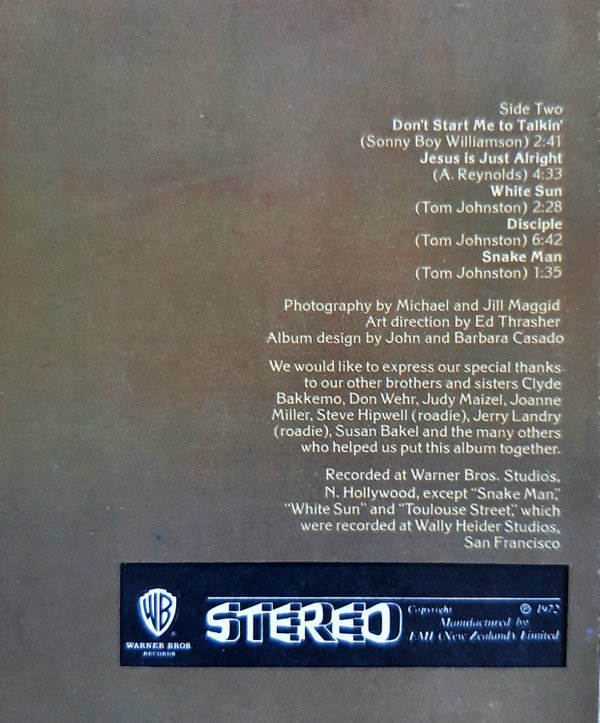 Side Two
Don't Start Me to Talkin'
(Sonny Boy Williamson) 2:41
Jesus is Just Alright
(A. Reynolds) 4:33
White Sun
(Tom Johnston) 2:28
Disciple
(Tom Johnston) 6:42
Snake Man
(Tom Johnston) 1:35
Photography by Michael and Jill Maggid
Art direction by Ed Thrasher
Album design by John and Barbara Casado
We would like to express our special thanks
to our other brothers and sisters Clyde
Bakkemo, Don Wehr, Judy Maizel, Joanne
Miller, Steve Hipwell (roadie), Jerry Landry
(roadie), Susan Bakel and the many others
who helped us put this album together.
Recorded at Warner Bros. Studios,
N. Hollywood, except "Snake Man,"
"White Sun" and "Toulouse Street," which
were recorded at Wally Heider Studios,
San Francisco
WB
WARNER BROS.
RECORDS
®
STEREO
Copyright ℗ 1972
Manufactured by
EMI (New Zealand) Limited